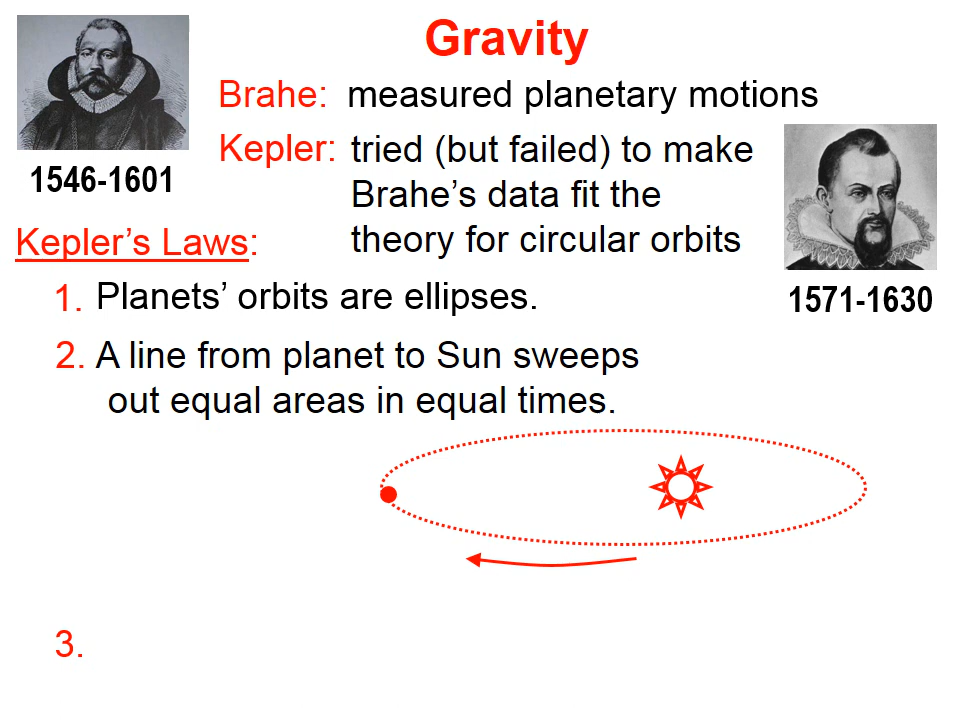 Gravity
Brahe: measured planetary motions
Kepler: tried (but failed) to make
Brahe’s data fit the
theory for circular orbits
1546-1601
1571-1630
Kepler’s Laws:
1. Planets’ orbits are ellipses.
2. A line from planet to Sun sweeps
out equal areas in equal times.
3.